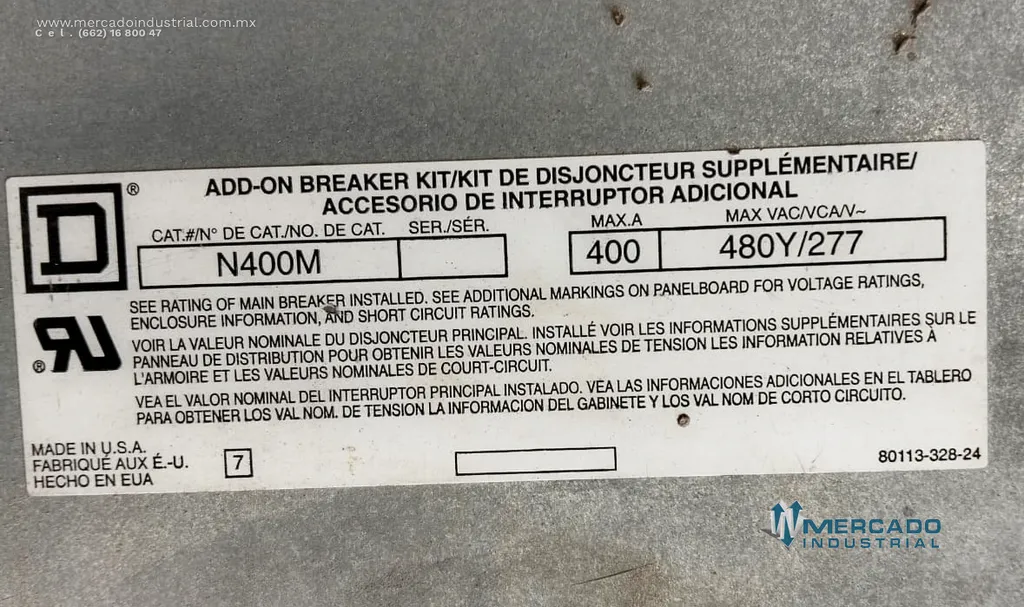 www.mercadoindustrial.com.mx
Cel. (662) 16 800 47
ADD-ON BREAKER KIT/KIT DE DISJONCTEUR SUPPLÉMENTAIRE/
ACCESORIO DE INTERRUPTOR ADICIONAL
D ®
CAT.#/N° DE CAT./NO. DE CAT. SER./SÉR. MAX.A MAX VAC/VCA/V~
N400M 400 480Y/277
SEE RATING OF MAIN BREAKER INSTALLED. SEE ADDITIONAL MARKINGS ON PANELBOARD FOR VOLTAGE RATINGS,
ENCLOSURE INFORMATION, AND SHORT CIRCUIT RATINGS.
® RU
VOIR LA VALEUR NOMINALE DU DISJONCTEUR PRINCIPAL. INSTALLÉ VOIR LES INFORMATIONS SUPPLÉMENTAIRES SUR LE
PANNEAU DE DISTRIBUTION POUR OBTENIR LES VALEURS NOMINALES DE TENSION LES INFORMATION RELATIVES À
L'ARMOIRE ET LES VALEURS NOMINALES DE COURT-CIRCUIT.
VEA EL VALOR NOMINAL DEL INTERRUPTOR PRINCIPAL INSTALADO. VEA LAS INFORMACIONES ADICIONALES EN EL TABLERO
PARA OBTENER LOS VAL NOM. DE TENSION LA INFORMACION DEL GABINETE Y LOS VAL NOM DE CORTO CIRCUITO.
MADE IN U.S.A.
FABRIQUÉ AUX É.-U.
HECHO EN EUA
7
80113-328-24
MERCADO
INDUSTRIAL